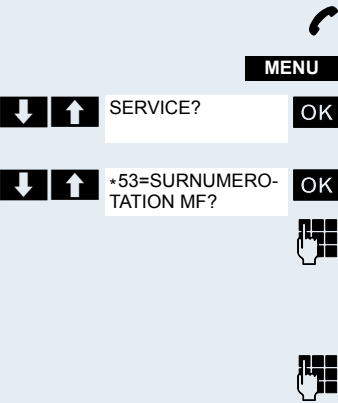 MENU
SERVICE?
OK
*53=SURNUMERO-
TATION MF?
OK